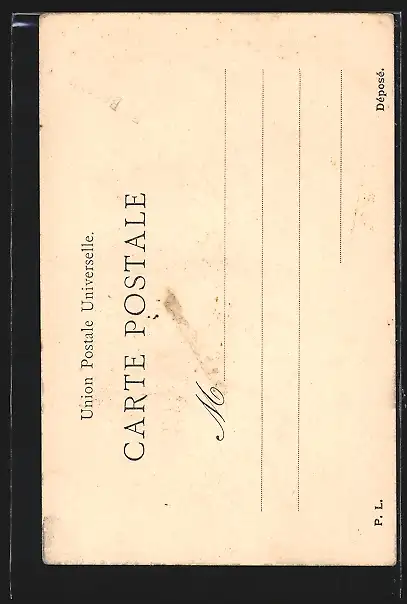 Union Postale Universelle.
CARTE POSTALE
M
P. L.
Déposé.